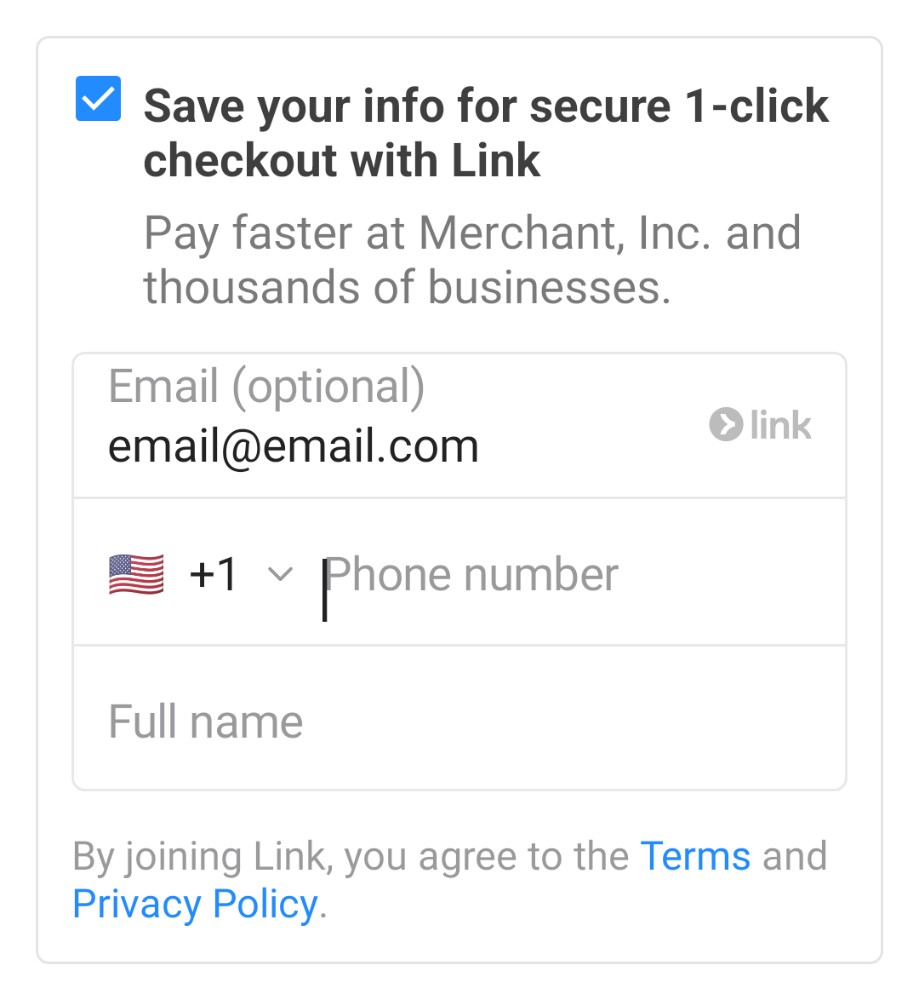 Save your info for secure 1-click
checkout with Link
Pay faster at Merchant, Inc. and
thousands of businesses.
Email (optional)
email@email.com
link
+1
Phone number
Full name
By joining Link, you agree to the Terms and
Privacy Policy.